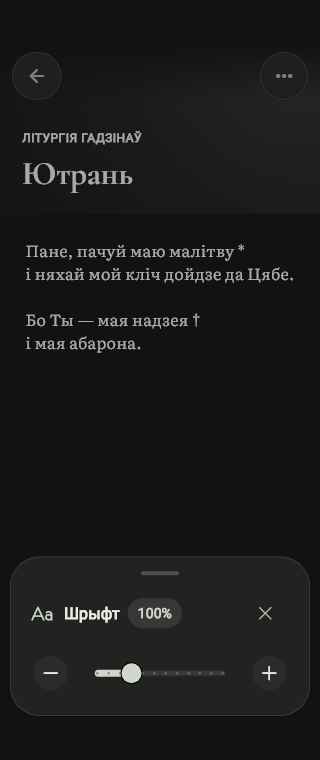 ЛІТУРГІЯ ГАДЗІНАЎ
Ютрань
Пане, пачуй маю малітву *
і няхай мой кліч дойдзе да Цябе.
Бо Ты — мая надзея †
і мая абарона.
Aa Шрыфт 100%